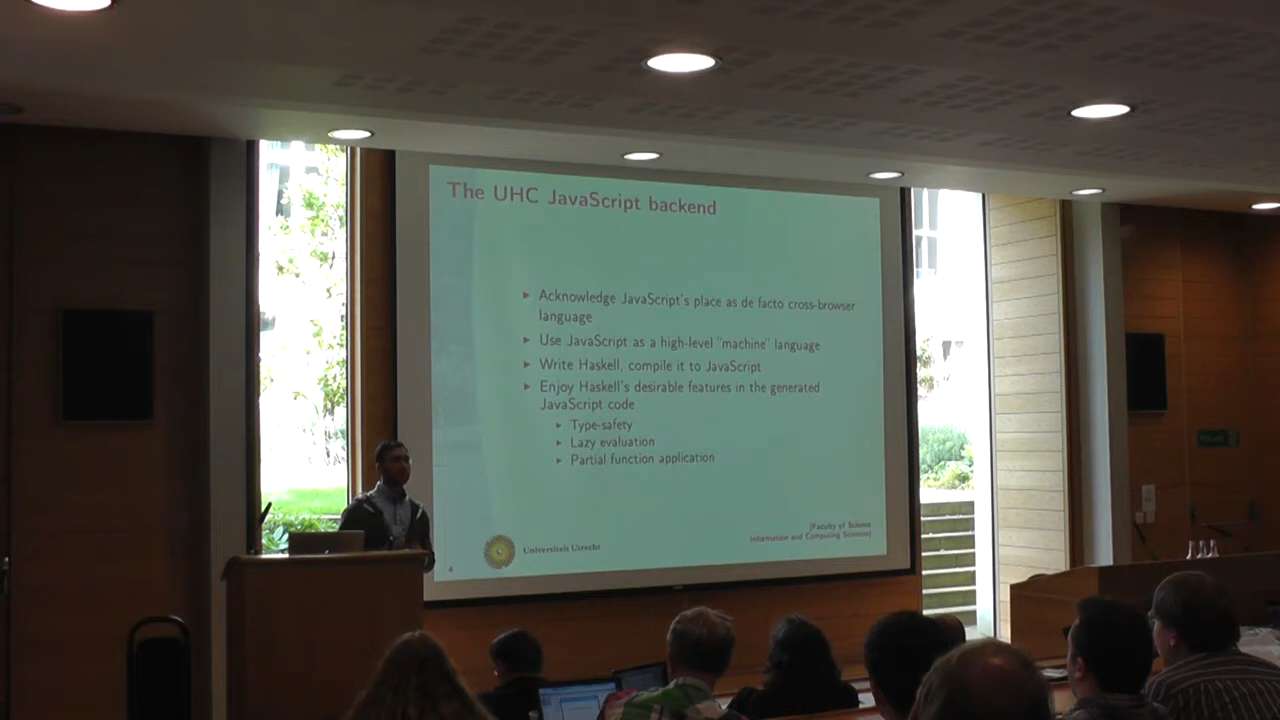 The UHC JavaScript backend
▶ Acknowledge JavaScript's place as de facto cross-browser
language
▶ Use JavaScript as a high-level "machine" language
▶ Write Haskell, compile it to JavaScript
▶ Enjoy Haskell's desirable features in the generated
JavaScript code
▶ Type-safety
▶ Lazy evaluation
▶ Partial function application
[Faculty of Science
Information and Computing Sciences]
Universiteit Utrecht
4